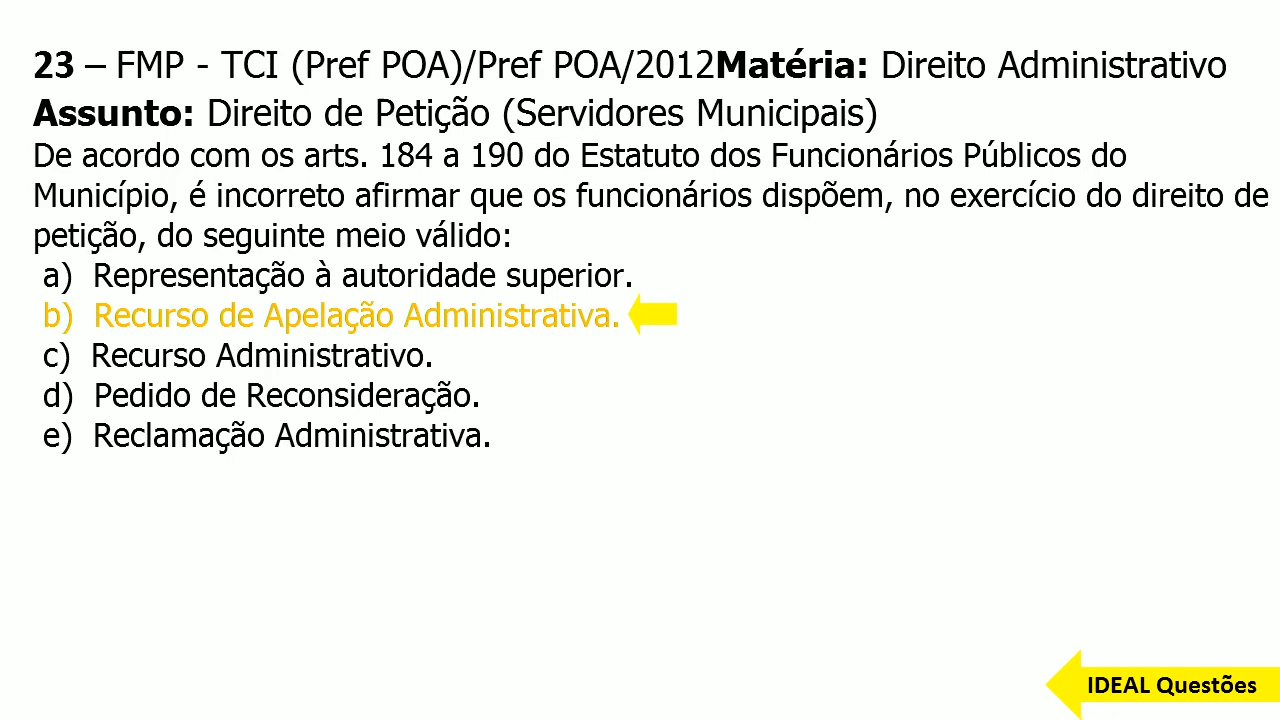 23 – FMP - TCI (Pref POA)/Pref POA/2012Matéria: Direito Administrativo
Assunto: Direito de Petição (Servidores Municipais)
De acordo com os arts. 184 a 190 do Estatuto dos Funcionários Públicos do
Município, é incorreto afirmar que os funcionários dispõem, no exercício do direito de
petição, do seguinte meio válido:
a) Representação à autoridade superior.
b) Recurso de Apelação Administrativa.
c) Recurso Administrativo.
d) Pedido de Reconsideração.
e) Reclamação Administrativa.
IDEAL Questões